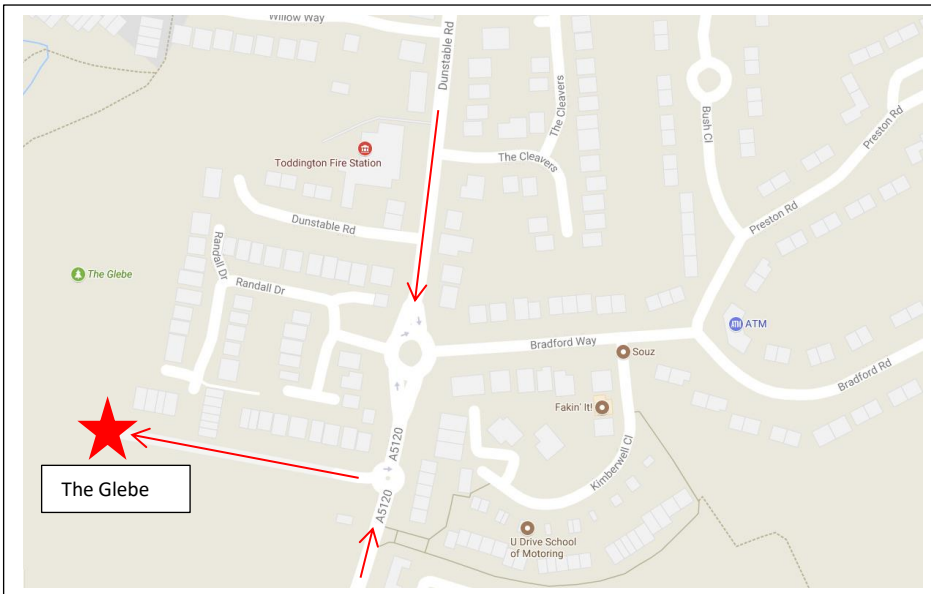 Willow Way
Dunstable Rd
The Cleavers
The Cleavers
Bush Cl
Preston Rd
Preston Rd
Toddington Fire Station
Dunstable Rd
Randall Dr
Randall Dr
The Glebe
ATM
ATM
Bradford Way
Souz
Bradford Rd
Fakin' It!
Kimberwell Cl
A5120
The Glebe
A5120
U Drive School
of Motoring